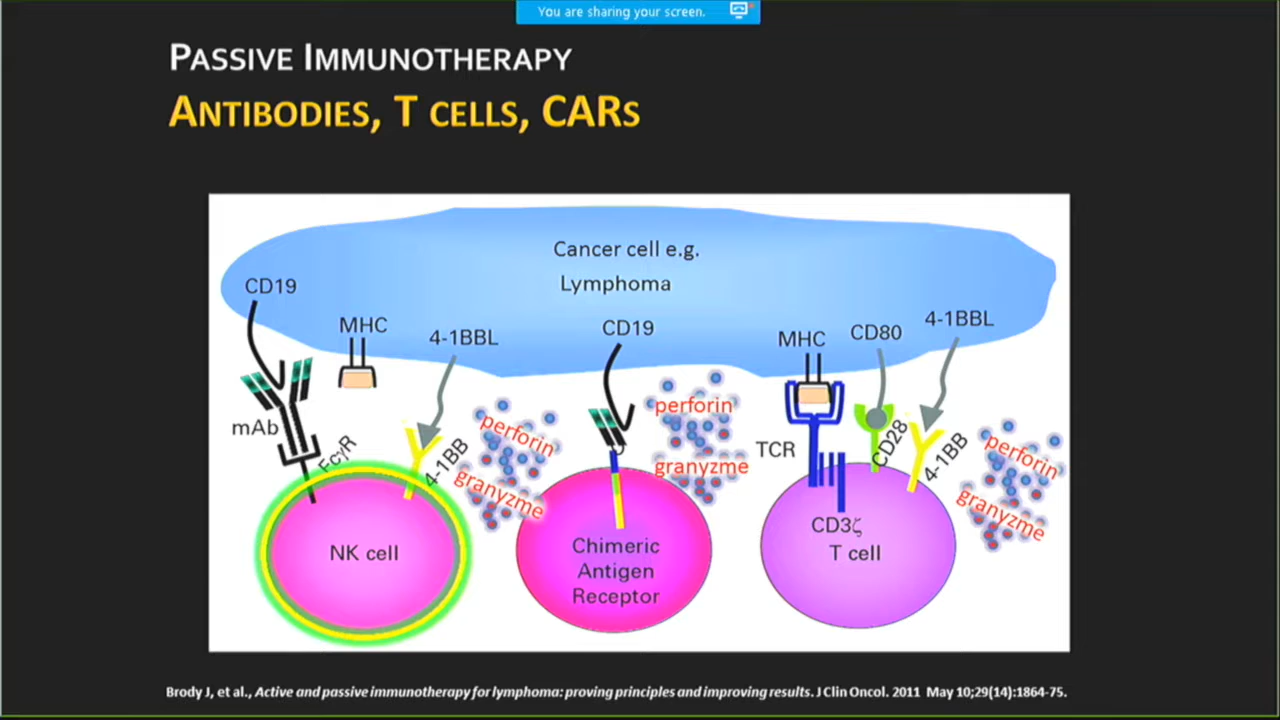 You are sharing your screen.
PASSIVE IMMUNOTHERAPY
ANTIBODIES, T CELLS, CARS
Cancer cell e.g.
Lymphoma
CD19
MHC
4-1BBL
mAb
FcγR
4-1BB
perforin
granzyme
NK cell
CD19
perforin
granyzme
Chimeric
Antigen
Receptor
MHC
CD80
4-1BBL
TCR
CD28
4-1BB
perforin
granyzme
CD3ζ
T cell
Brody J, et al., Active and passive immunotherapy for lymphoma: proving principles and improving results. J Clin Oncol. 2011 May 10;29(14):1864-75.